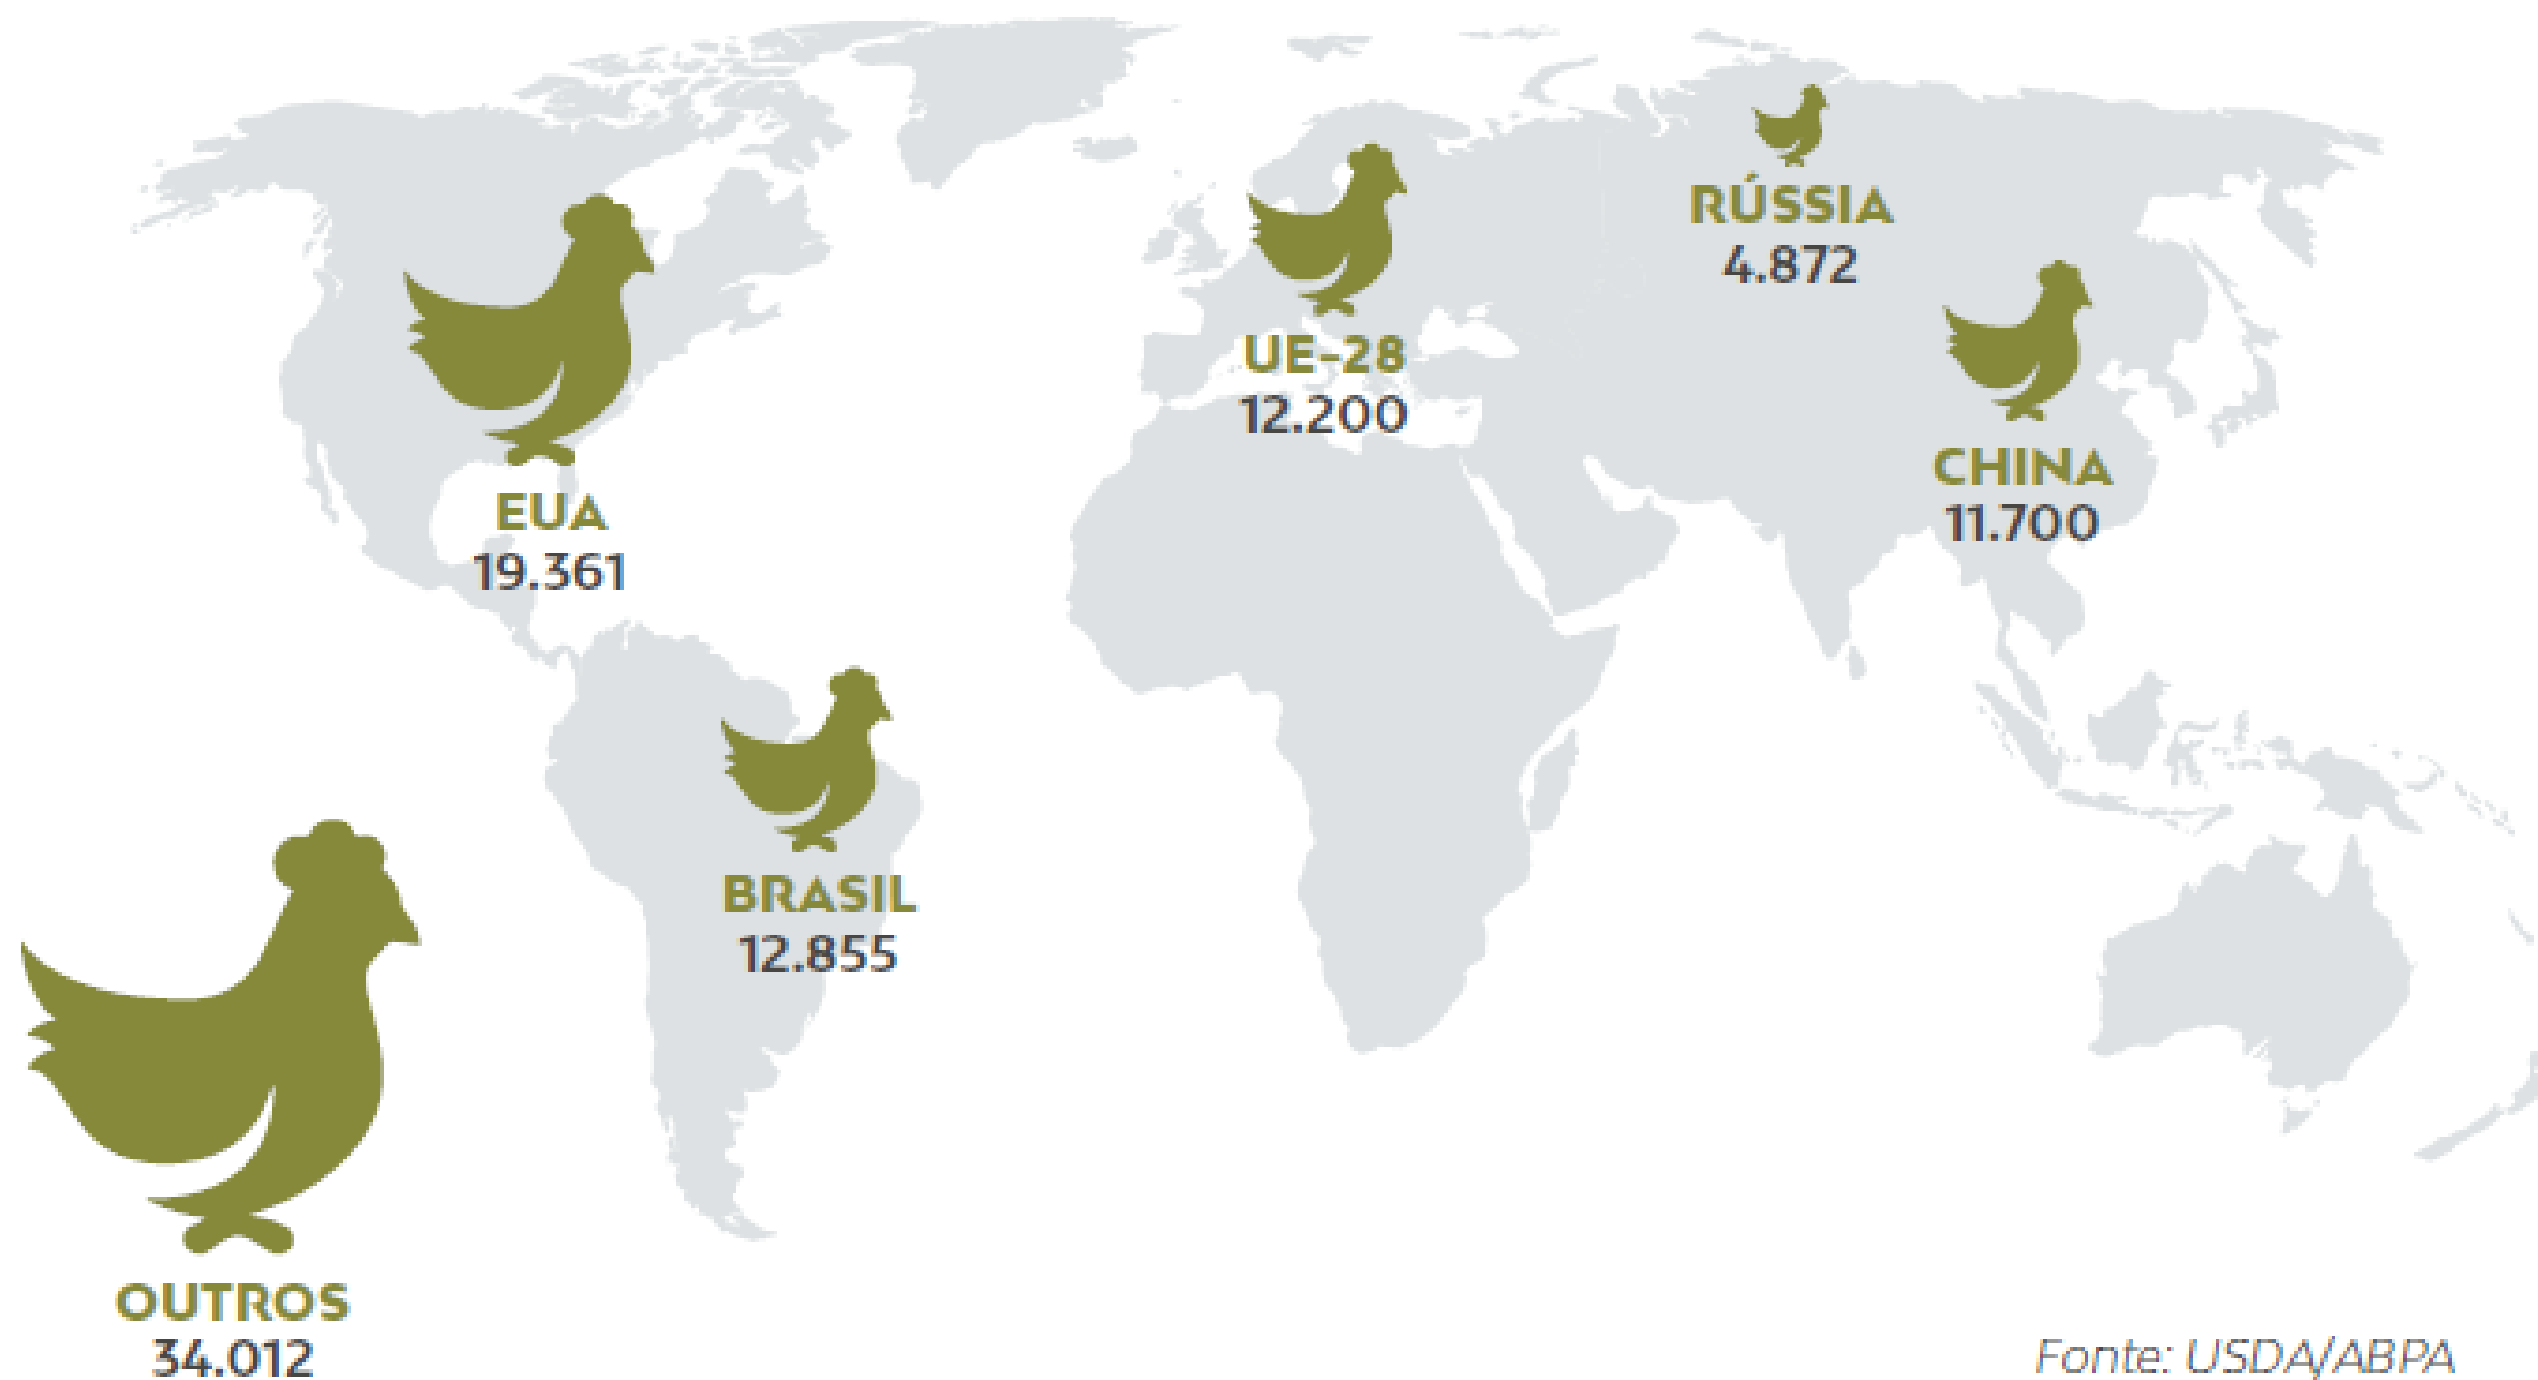 RÚSSIA
4.872
UE-28
12.200
CHINA
11.700
EUA
19.361
BRASIL
12.855
OUTROS
34.012
Fonte: USDA/ABPA